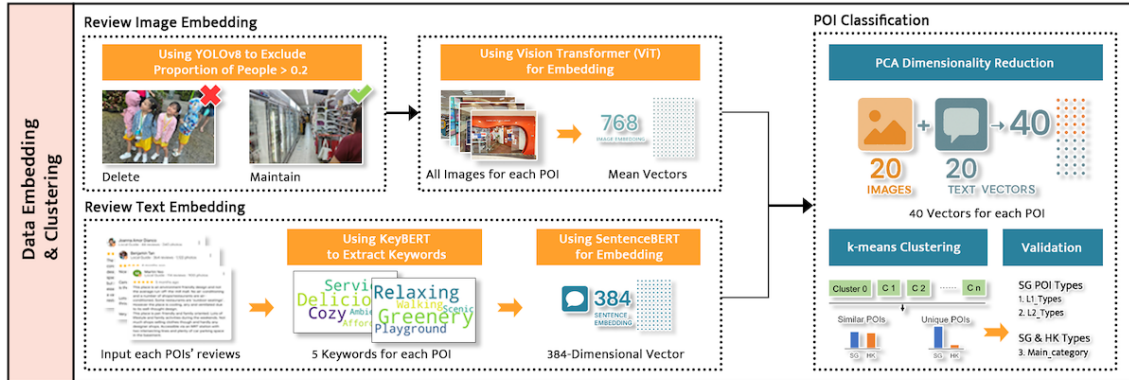 Data Embedding
& Clustering
Review Image Embedding
Using YOLOv8 to Exclude
Proportion of People > 0.2
Delete
Maintain
Using Vision Transformer (ViT)
for Embedding
768
IMAGE EMBEDDING
All Images for each POI
Mean Vectors
Review Text Embedding
Input each POIs' reviews
Using KeyBERT
to Extract Keywords
Cozy
Relaxing
Walking
Scenic
Greenery
Playground
5 Keywords for each POI
Using SentenceBERT
for Embedding
384
SENTENCE
EMBEDDING
384-Dimensional Vector
POI Classification
PCA Dimensionality Reduction
+
40
20
IMAGES
20
TEXT VECTORS
40 Vectors for each POI
k-means Clustering
Cluster 0
C 1
C 2
C n
Similar POIs
Unique POIs
SG HK
SG HK
Validation
SG POI Types
1. L1_Types
2. L2_Types
SG & HK Types
3. Main_category